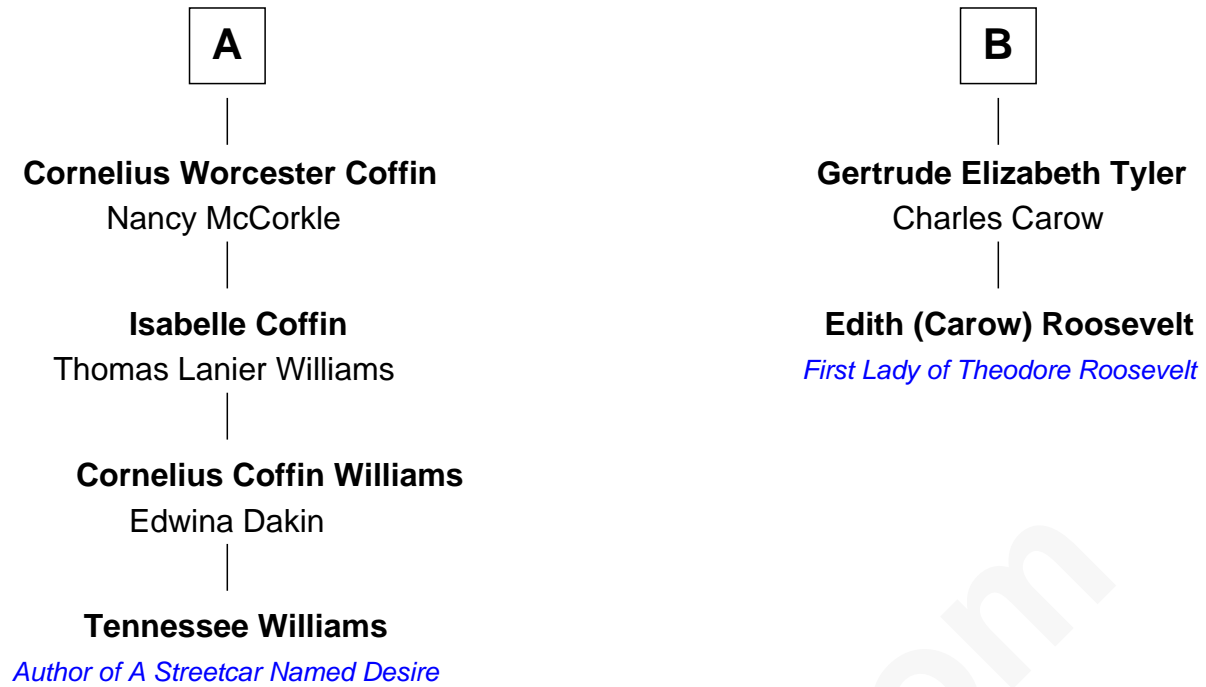 A
Cornelius Worcester Coffin
Nancy McCorkle
Isabelle Coffin
Thomas Lanier Williams
Cornelius Coffin Williams
Edwina Dakin
Tennessee Williams
Author of A Streetcar Named Desire
B
Gertrude Elizabeth Tyler
Charles Carow
Edith (Carow) Roosevelt
First Lady of Theodore Roosevelt